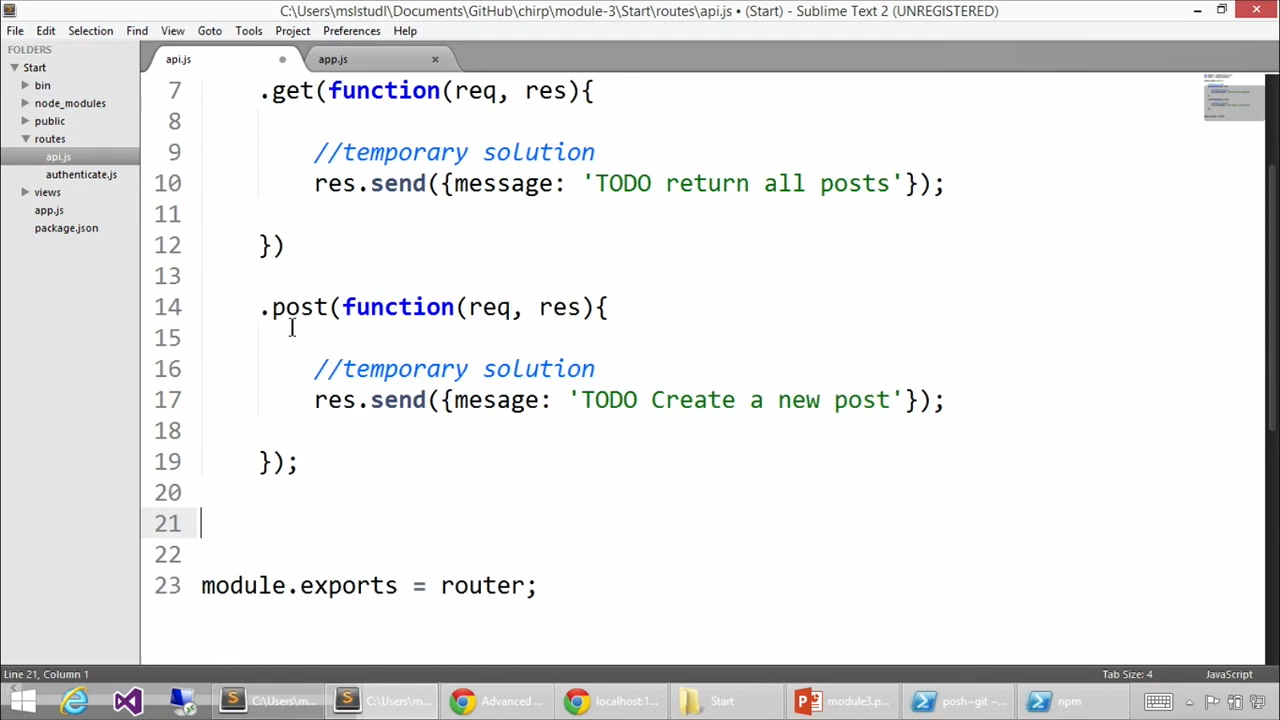 C:\Users\mslstudl\Documents\GitHub\chirp\module-3\Start\routes\api.js • (Start) - Sublime Text 2 (UNREGISTERED)
File Edit Selection Find View Goto Tools Project Preferences Help
FOLDERS
Start
bin
node_modules
public
routes
api.js
authenticate.js
views
app.js
package.json
api.js app.js
7 .get(function(req, res){
8
9 //temporary solution
10 res.send({message: 'TODO return all posts'});
11
12 })
13
14 .post(function(req, res){
15
16 //temporary solution
17 res.send({mesage: 'TODO Create a new post'});
18
19 });
20
21
22
23 module.exports = router;
Line 21, Column 1 Tab Size: 4 JavaScript
C:\Users\m... C:\Users\m... Advanced ... localhost:1... Start module3.p... posh~git ~... npm